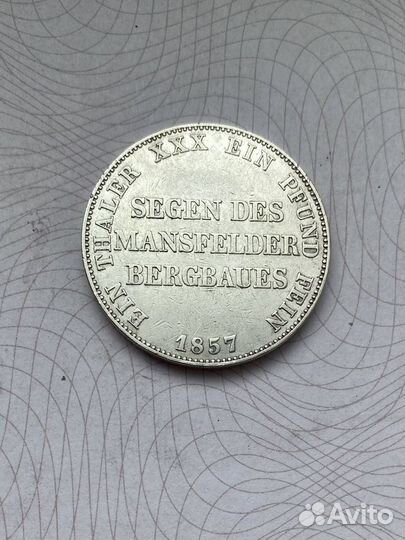 EIN THALER XXX EIN PFUND FEIN
SEGEN DES
MANSFELDER
BERGBAUES
1857
Avito